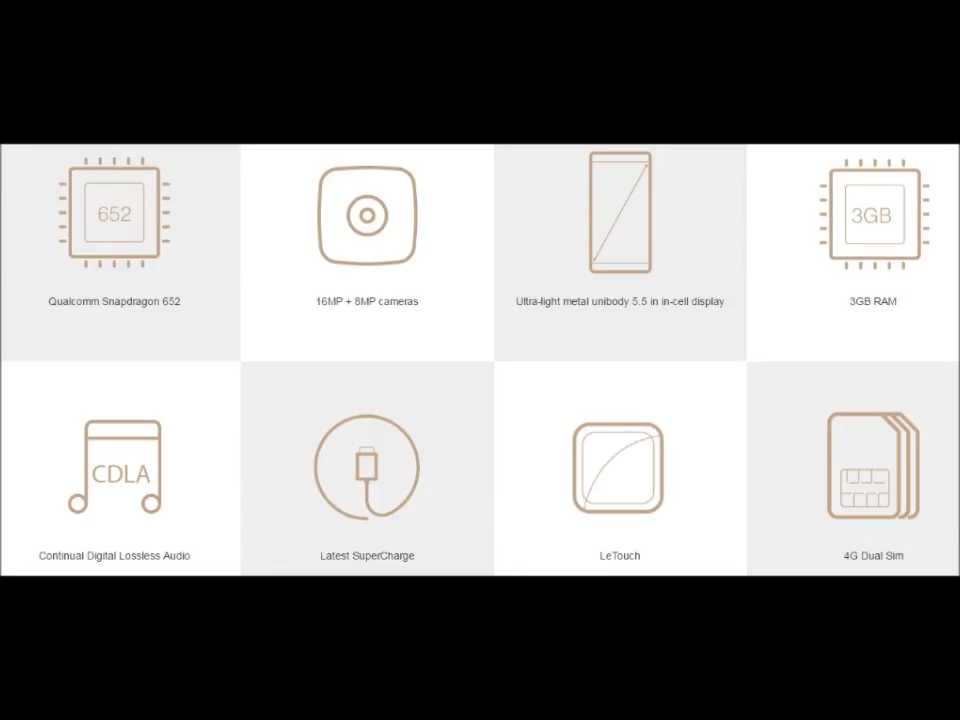 652
3GB
Qualcomm Snapdragon 652
16MP + 8MP cameras
Ultra-light metal unibody 5.5 in in-cell display
3GB RAM
CDLA
Continual Digital Lossless Audio
Latest SuperCharge
LeTouch
4G Dual Sim